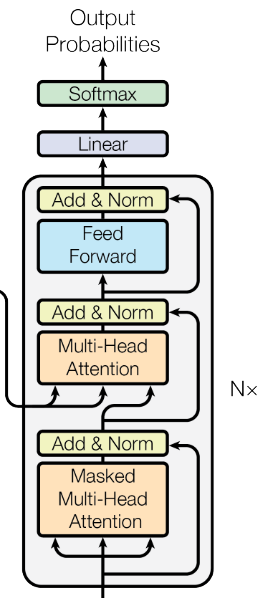 Output
Probabilities
Softmax
Linear
Add & Norm
Feed
Forward
Add & Norm
Multi-Head
Attention
N×
Add & Norm
Masked
Multi-Head
Attention